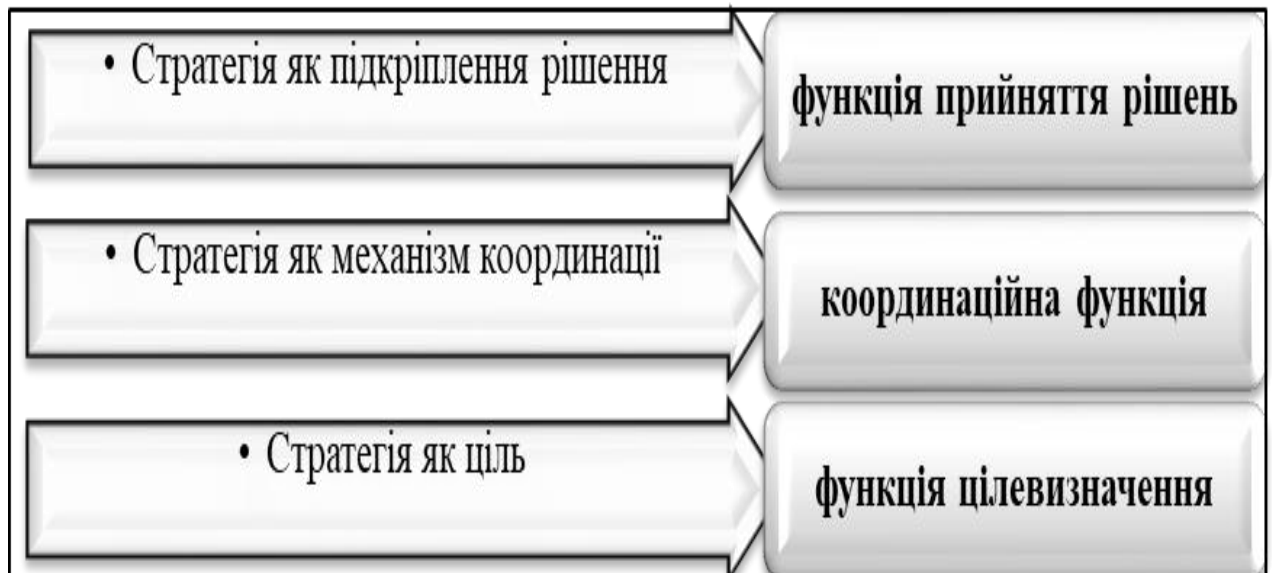 • Стратегія як підкріплення рішення
функція прийняття рішень
• Стратегія як механізм координації
координаційна функція
• Стратегія як ціль
функція цілевизначення